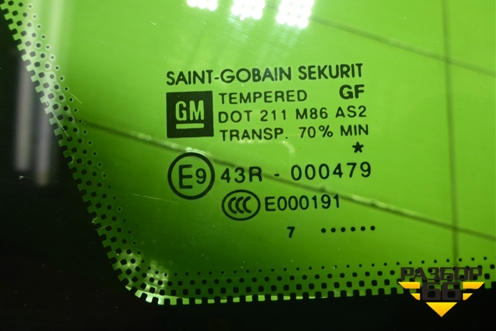 SAINT-GOBAIN SEKURIT
GM TEMPERED GF
DOT 211 M86 AS2
TRANSP. 70% MIN
*
E9 43R - 000479
CCC E000191
7 ••••••
РАЗБОР
66